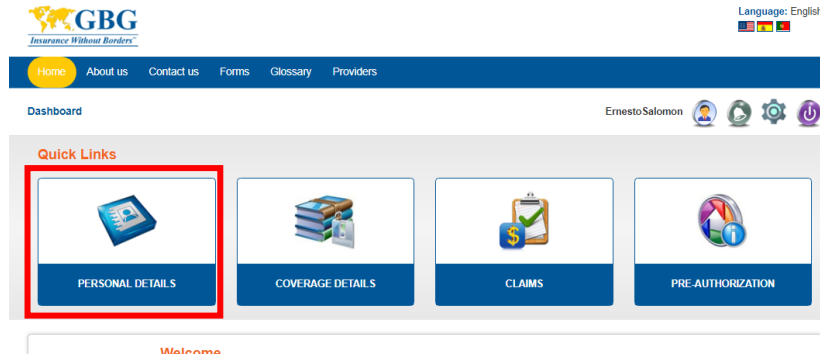 GBG
Insurance Without Borders
Language: English
Home About us Contact us Forms Glossary Providers
Dashboard
ErnestoSalomon
Quick Links
PERSONAL DETAILS
COVERAGE DETAILS
CLAIMS
PRE-AUTHORIZATION
Welcome